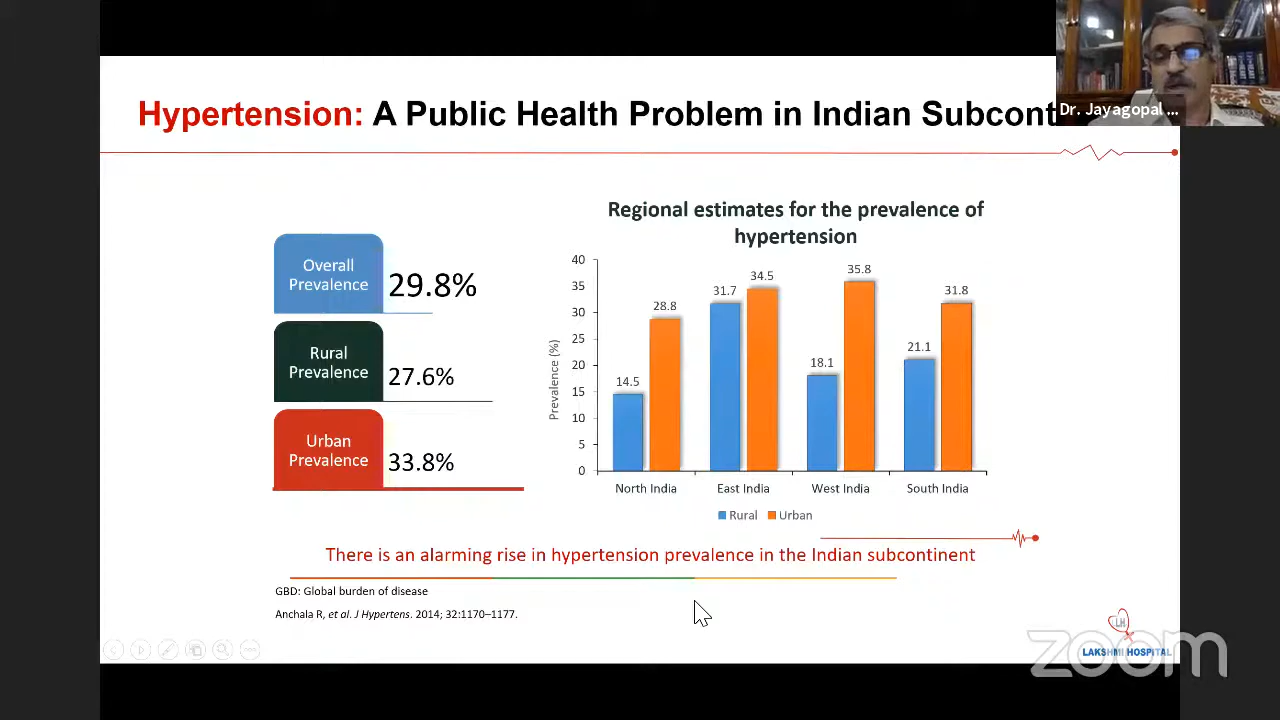 Hypertension: A Public Health Problem in Indian Subcont
Dr. Jayagopal ...
Overall
Prevalence
29.8%
Rural
Prevalence
27.6%
Urban
Prevalence
33.8%
Regional estimates for the prevalence of
hypertension
Prevalence (%)
40
35
30
25
20
15
10
5
0
14.5
28.8
31.7
34.5
18.1
35.8
21.1
31.8
North India
East India
West India
South India
Rural
Urban
There is an alarming rise in hypertension prevalence in the Indian subcontinent
GBD: Global burden of disease
Anchala R, et al. J Hypertens. 2014; 32:1170–1177.
LH
LAKSHMI HOSPITAL
zoom